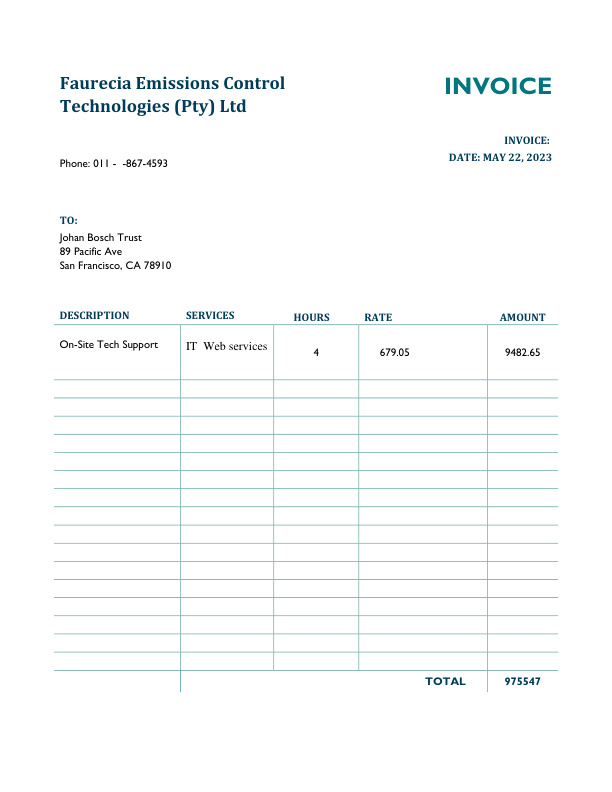 Faurecia Emissions Control
Technologies (Pty) Ltd
INVOICE
INVOICE:
DATE: MAY 22, 2023
Phone: 011 -  -867-4593
TO:
Johan Bosch Trust
89 Pacific Ave
San Francisco, CA 78910
DESCRIPTION SERVICES HOURS RATE AMOUNT
On-Site Tech Support IT  Web services 4 679.05 9482.65
TOTAL 975547